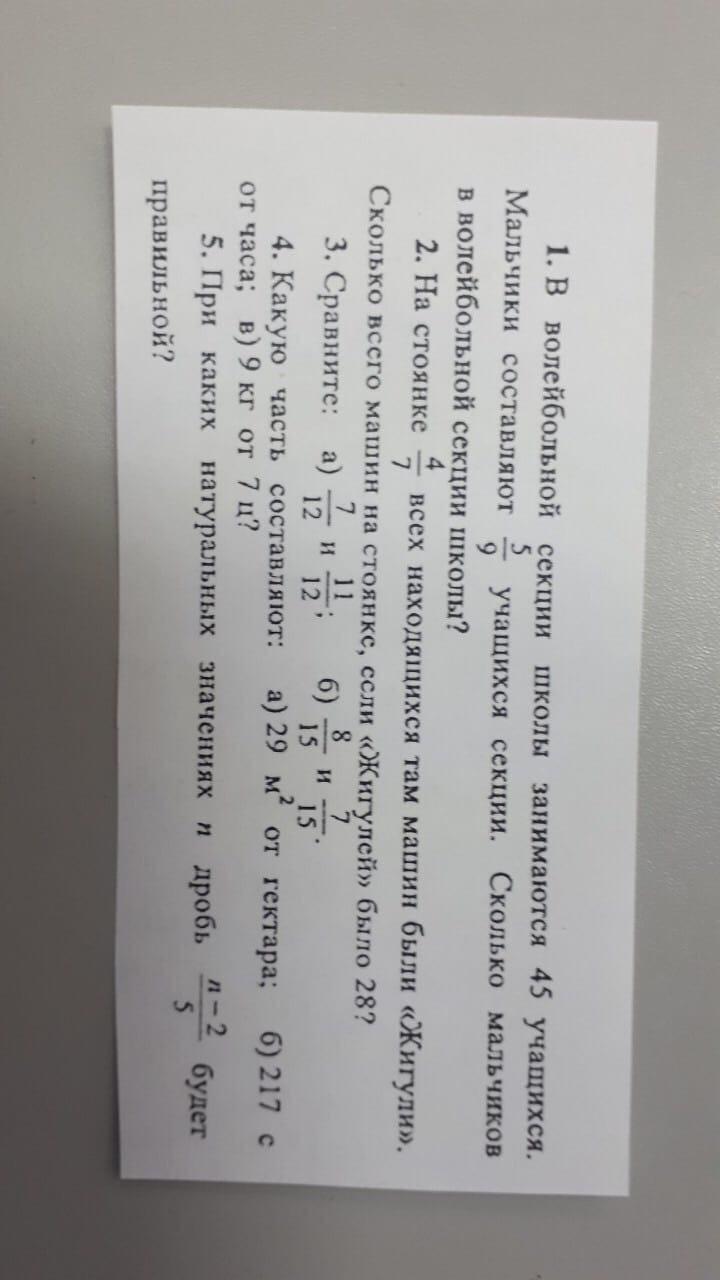 1. В волейбольной секции школы занимаются 45 учащихся.
Мальчики составляют 5/9 учащихся секции. Сколько мальчиков
в волейбольной секции школы?
2. На стоянке 4/7 всех находящихся там машин были «Жигули».
Сколько всего машин на стоянке, если «Жигулей» было 28?
3. Сравните: а) 7/12 и 11/12; б) 8/15 и 7/15.
4. Какую часть составляют: а) 29 м² от гектара; б) 217 с
от часа; в) 9 кг от 7 ц?
5. При каких натуральных значениях n дробь (n – 2)/5 будет
правильной?